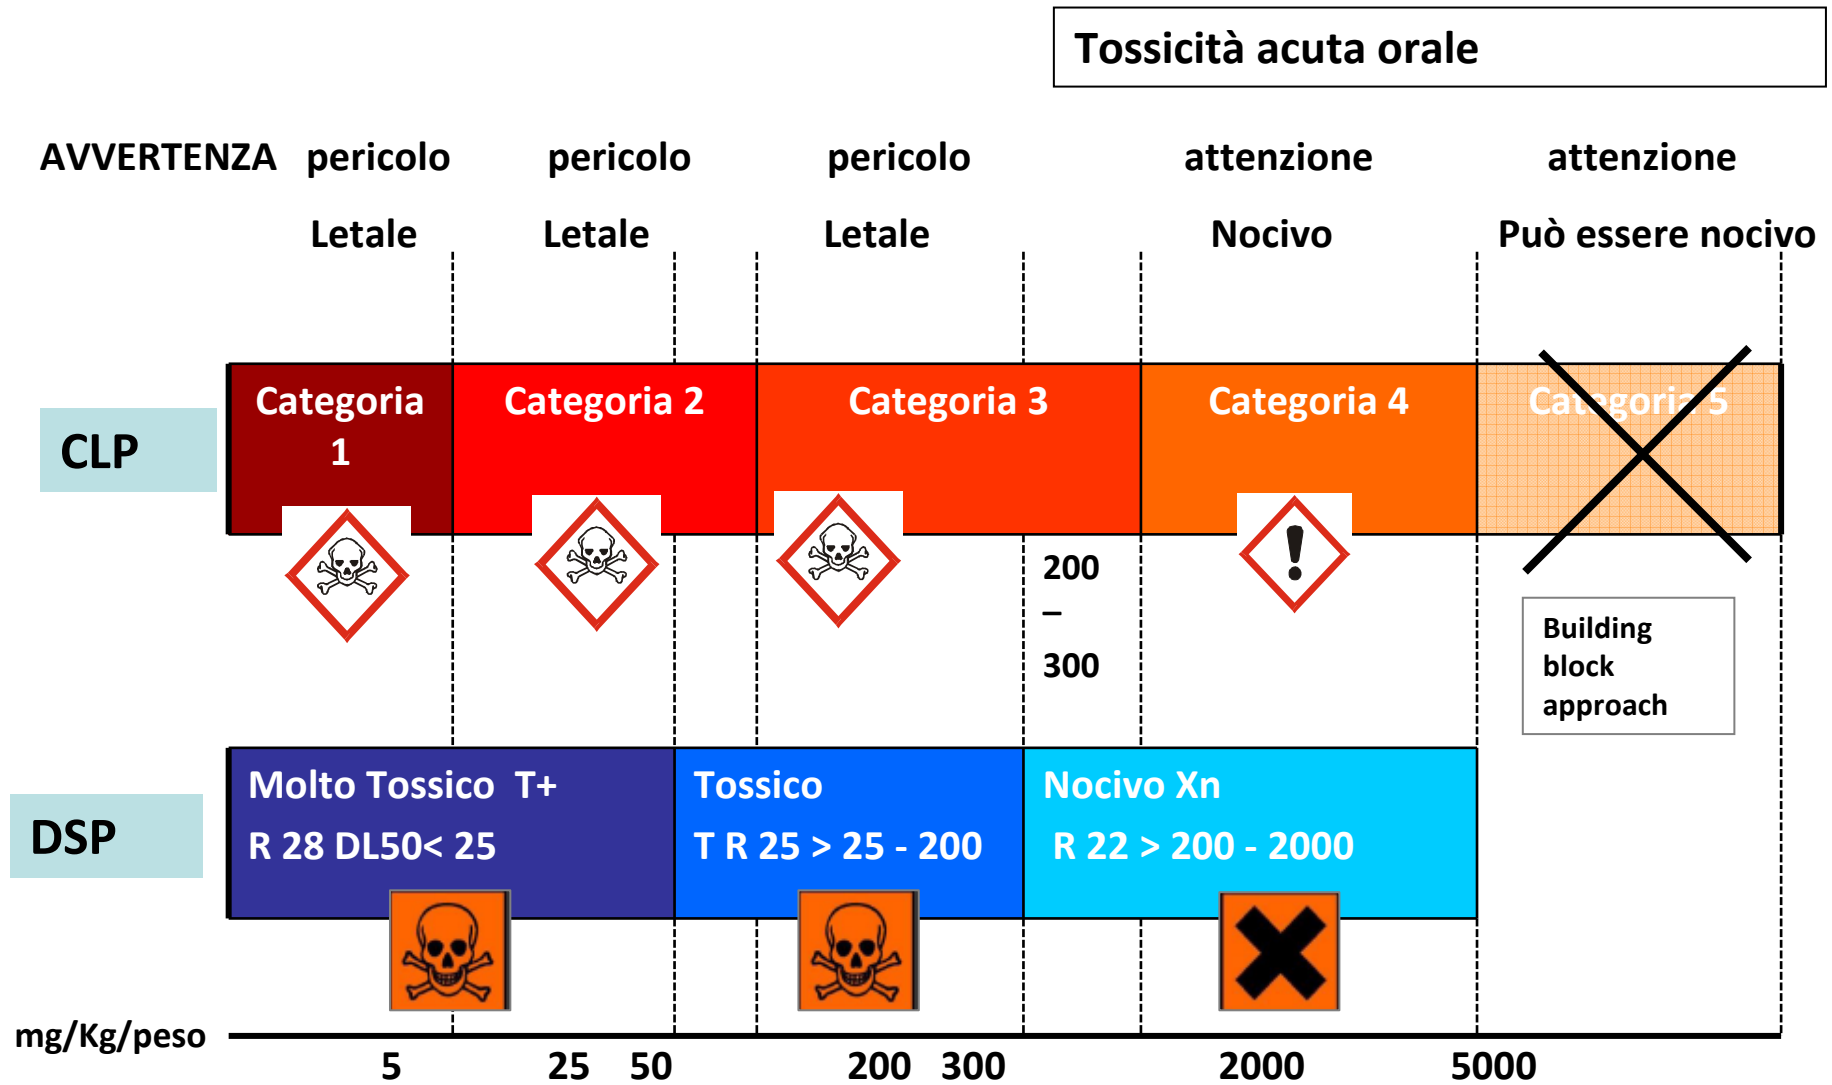 Tossicità acuta orale
AVVERTENZA pericolo pericolo pericolo attenzione attenzione
Letale Letale Letale Nocivo Può essere nocivo
CLP
Categoria
1
Categoria 2
Categoria 3
Categoria 4
Categoria 5
200
–
300
Building
block
approach
DSP
Molto Tossico T+
R 28 DL50< 25
Tossico
T R 25 > 25 - 200
Nocivo Xn
R 22 > 200 - 2000
mg/Kg/peso
5 25 50 200 300 2000 5000